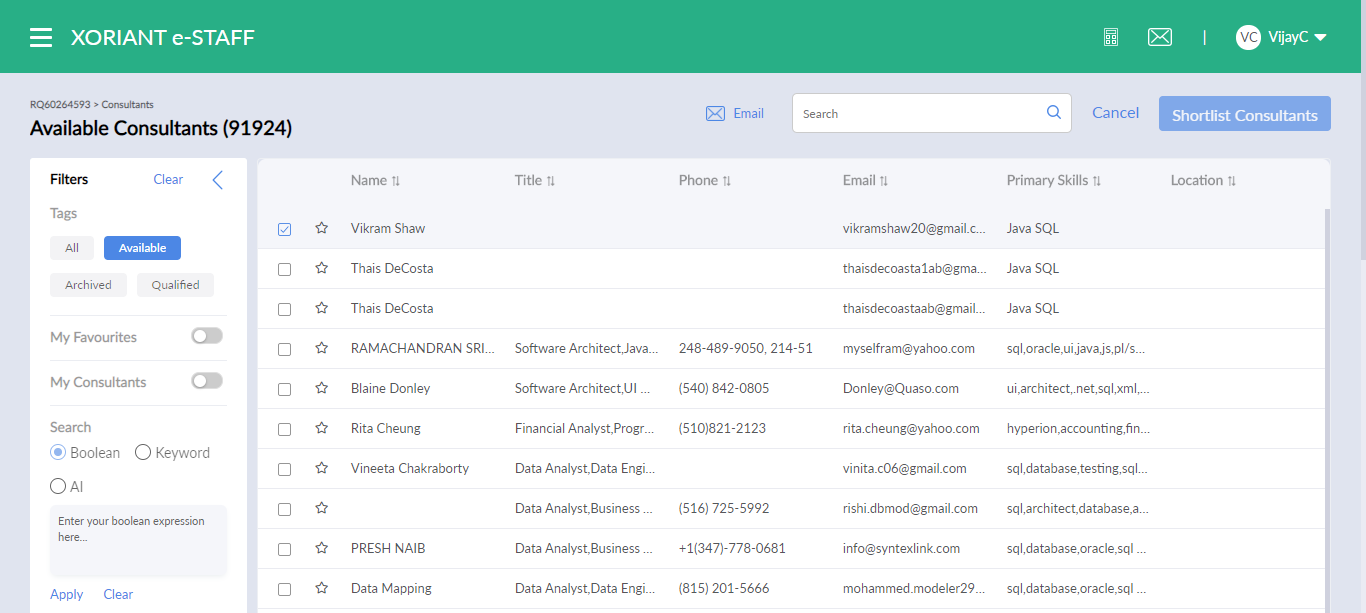 XORIANT e-STAFF
|
VC VijayC
RQ60264593 > Consultants
Available Consultants (91924)
Email
Search
Cancel
Shortlist Consultants
Filters Clear
Tags
All Available
Archived Qualified
My Favourites
My Consultants
Search
Boolean Keyword
AI
Enter your boolean expression
here...
Apply Clear
Name Title Phone Email Primary Skills Location
Vikram Shaw vikramshaw20@gmail.c... Java SQL
Thais DeCosta thaisdecoasta1ab@gma... Java SQL
Thais DeCosta thaisdecoastaab@gmail... Java SQL
RAMACHANDRAN SRI... Software Architect,Java... 248-489-9050, 214-51 myselfram@yahoo.com sql,oracle,ui,java,js,pl/s...
Blaine Donley Software Architect,UI ... (540) 842-0805 Donley@Quaso.com ui,architect,.net,sql,xml,...
Rita Cheung Financial Analyst,Progr... (510)821-2123 rita.cheung@yahoo.com hyperion,accounting,fin...
Vineeta Chakraborty Data Analyst,Data Engi... vinita.c06@gmail.com sql,database,testing,sql...
Data Analyst,Business ... (516) 725-5992 rishi.dbmod@gmail.com sql,architect,database,a...
PRESH NAIB Data Analyst,Business ... +1(347)-778-0681 info@syntexlink.com sql,database,oracle,sql ...
Data Mapping Data Analyst,Data Engi... (815) 201-5666 mohammed.modeler29... sql,database,oracle,sql ...